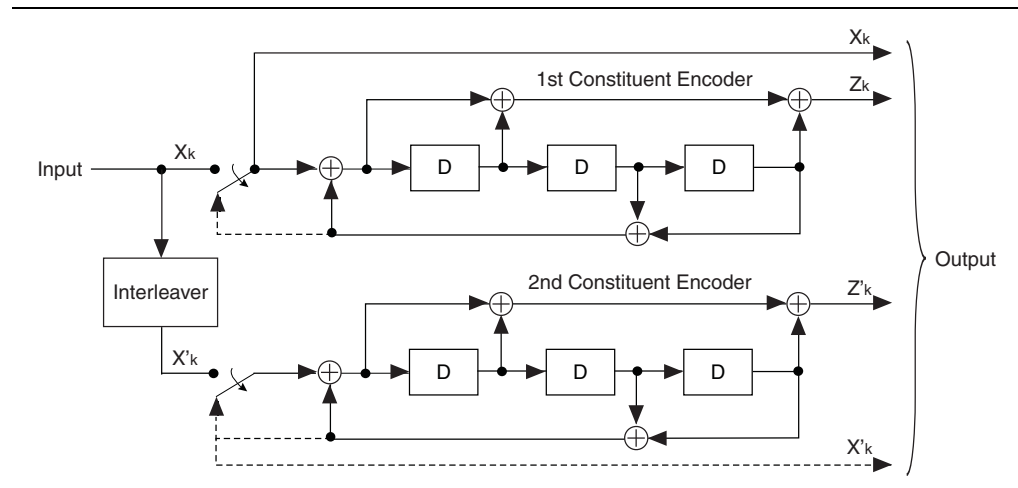 Xk
1st Constituent Encoder
Zk
Input
Xk
D
D
D
Output
Interleaver
2nd Constituent Encoder
Z'k
X'k
D
D
D
X'k